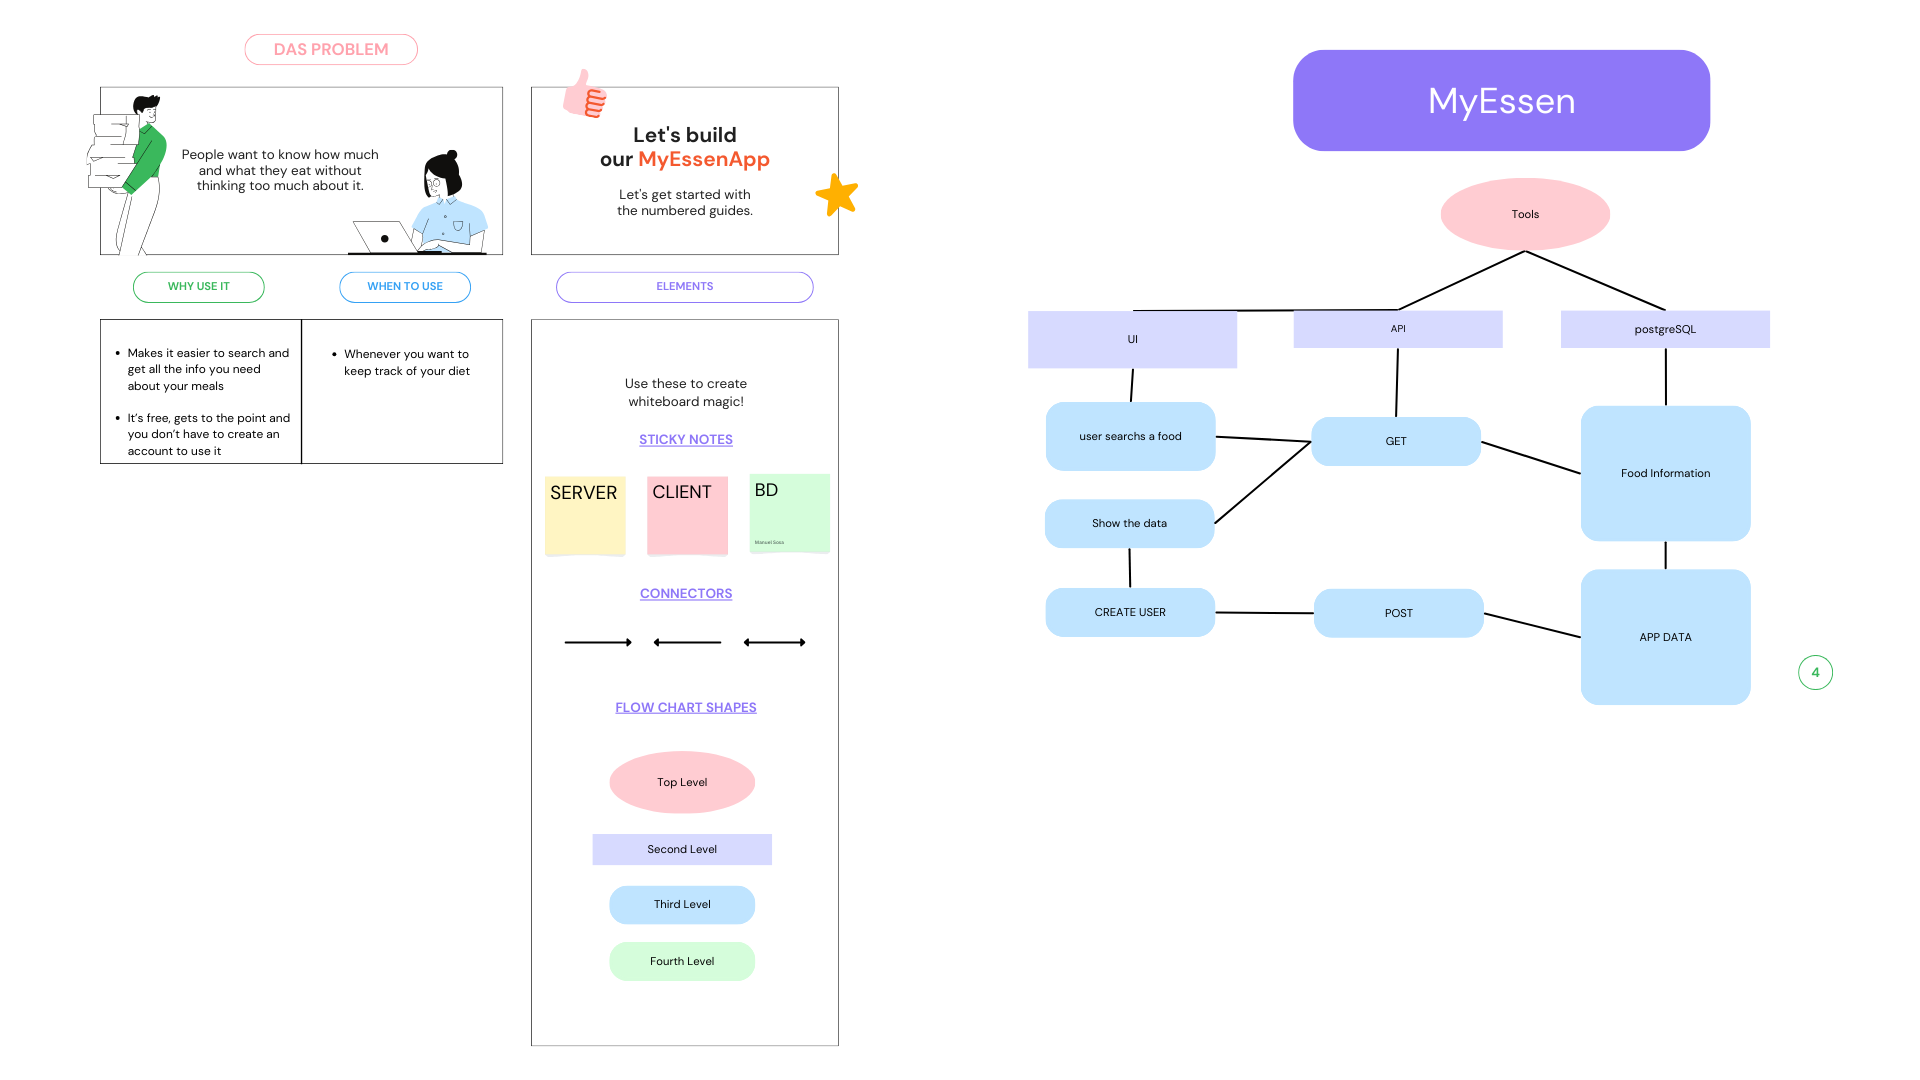 DAS PROBLEM
People want to know how much
and what they eat without
thinking too much about it.
Let's build
our MyEssenApp
Let's get started with
the numbered guides.
WHY USE IT
WHEN TO USE
ELEMENTS
Makes it easier to search and
get all the info you need
about your meals
It's free, gets to the point and
you don't have to create an
account to use it
Whenever you want to
keep track of your diet
Use these to create
whiteboard magic!
STICKY NOTES
SERVER
CLIENT
BD
Manuel Sosa
CONNECTORS
FLOW CHART SHAPES
Top Level
Second Level
Third Level
Fourth Level
MyEssen
Tools
UI
API
postgreSQL
user searchs a food
GET
Food Information
Show the data
CREATE USER
POST
APP DATA
4